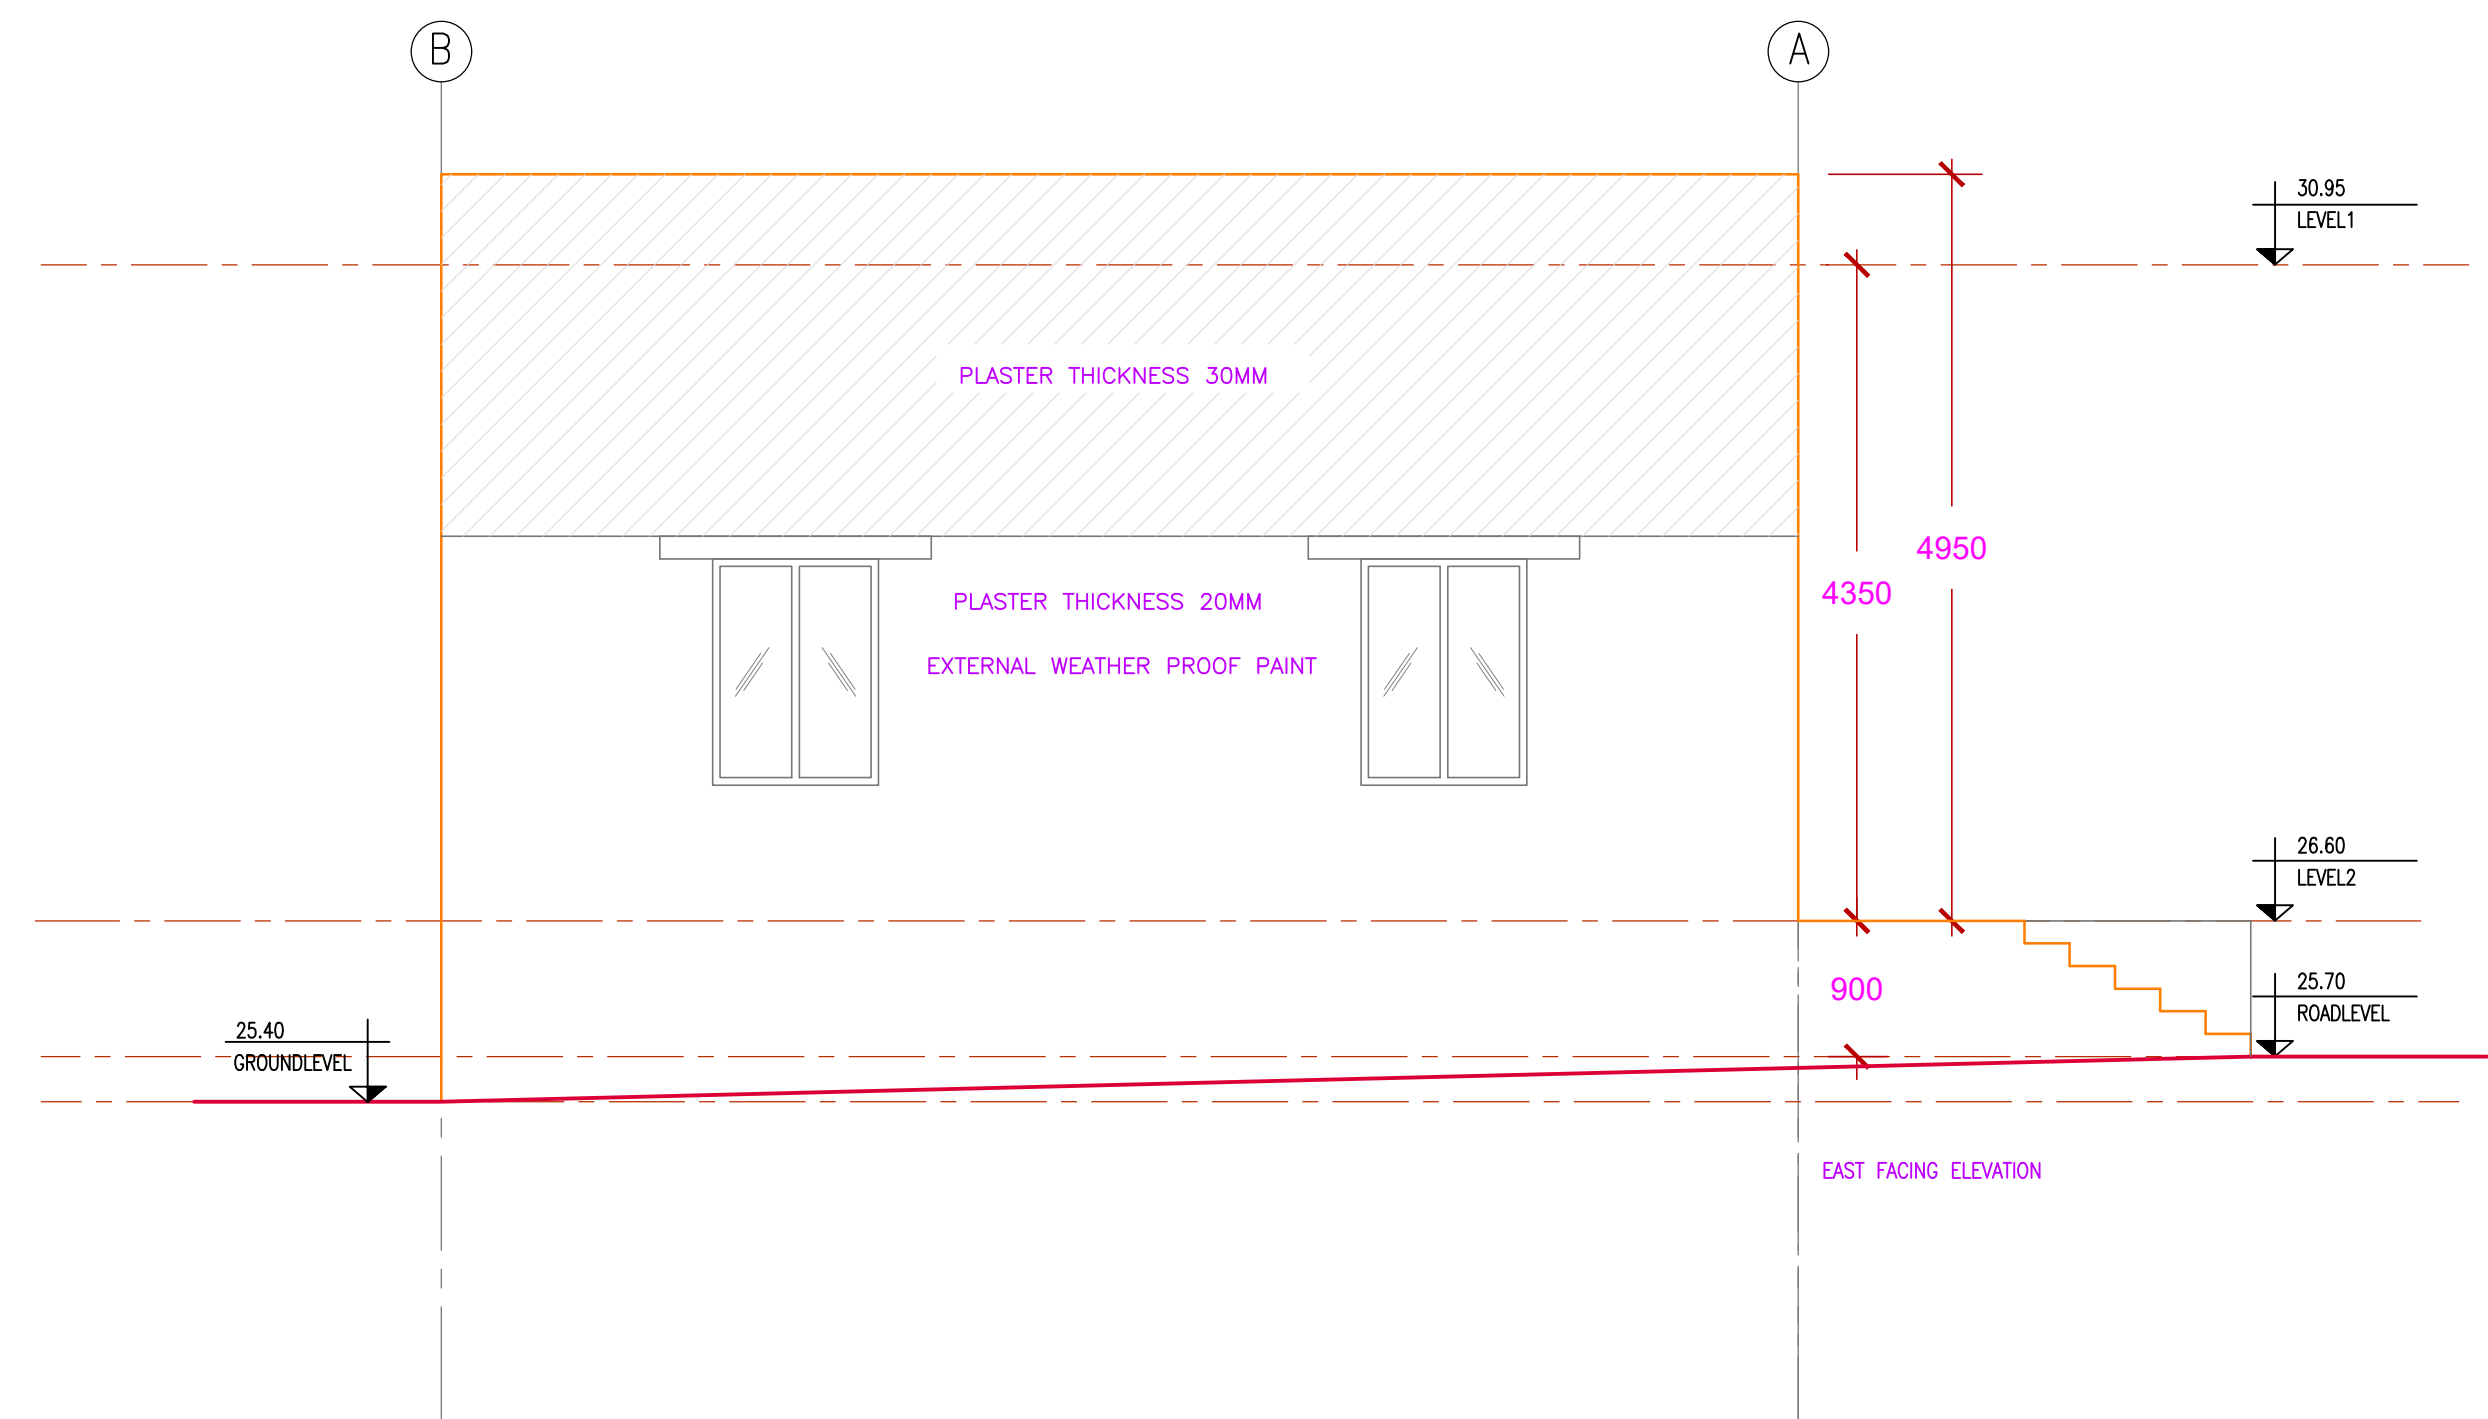 B
A
30.95
LEVEL1
PLASTER THICKNESS 30MM
4950
4350
PLASTER THICKNESS 20MM
EXTERNAL WEATHER PROOF PAINT
26.60
LEVEL2
900
25.70
ROADLEVEL
25.40
GROUNDLEVEL
EAST FACING ELEVATION